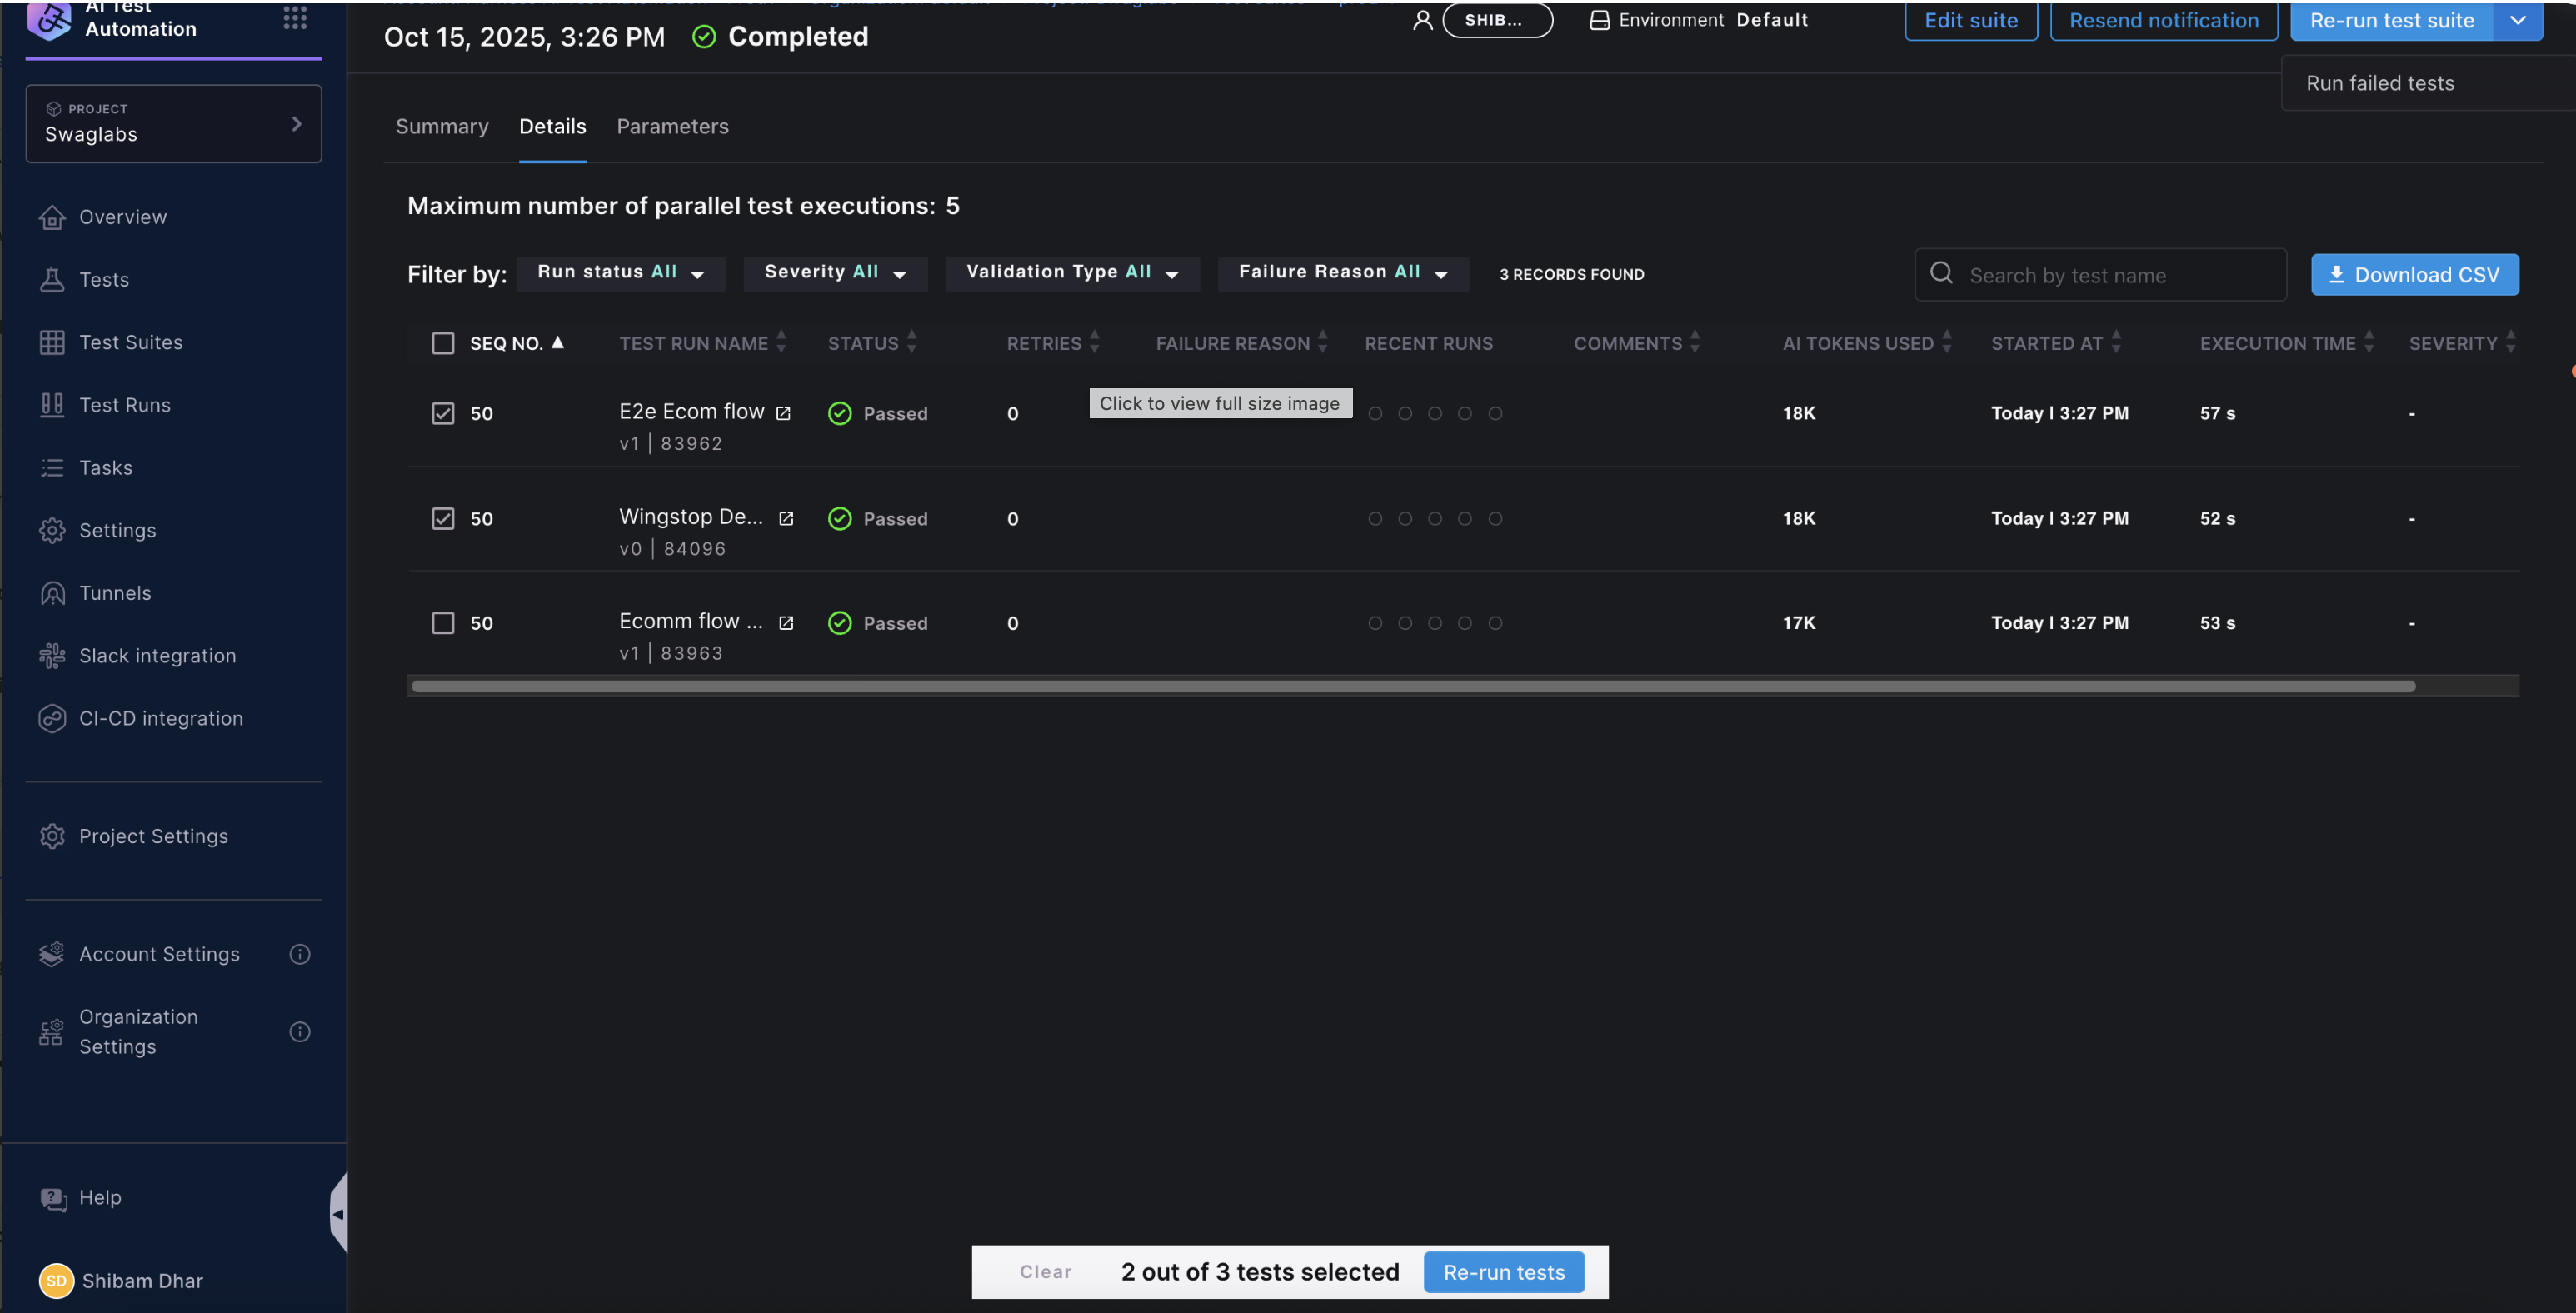 AI Test
Automation
PROJECT
Swaglabs
Overview
Tests
Test Suites
Test Runs
Tasks
Settings
Tunnels
Slack integration
CI-CD integration
Project Settings
Account Settings
Organization
Settings
Help
SD Shibam Dhar
Oct 15, 2025, 3:26 PM Completed
SHIB... Environment Default Edit suite Resend notification Re-run test suite
Run failed tests
Summary Details Parameters
Maximum number of parallel test executions: 5
Filter by: Run status All Severity All Validation Type All Failure Reason All 3 RECORDS FOUND Search by test name Download CSV
SEQ NO. TEST RUN NAME STATUS RETRIES FAILURE REASON RECENT RUNS COMMENTS AI TOKENS USED STARTED AT EXECUTION TIME SEVERITY
Click to view full size image
50 E2e Ecom flow Passed 0 18K Today | 3:27 PM 57 s -
v1 | 83962
50 Wingstop De... Passed 0 18K Today | 3:27 PM 52 s -
v0 | 84096
50 Ecomm flow ... Passed 0 17K Today | 3:27 PM 53 s -
v1 | 83963
Clear 2 out of 3 tests selected Re-run tests